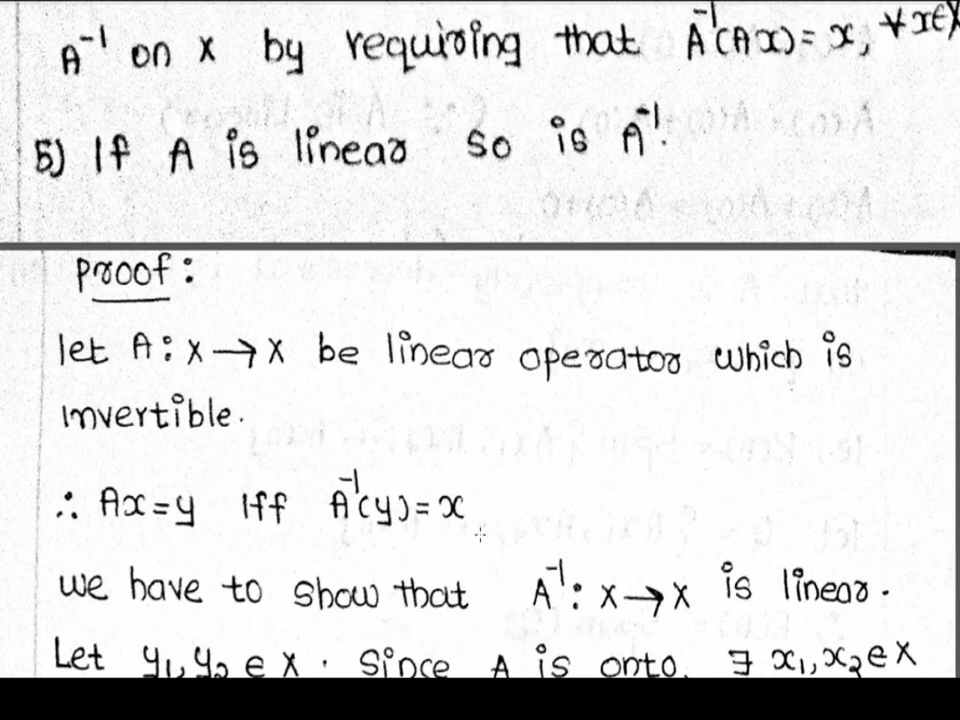 A⁻¹ on X by requiring that A⁻¹(Ax) = x, ∀ x∈X
5) If A is linear so is A⁻¹.
Proof :
let A : X → X be linear operator which is
invertible.
∴ Ax = y iff A⁻¹(y) = x
we have to show that A⁻¹ : X → X is linear.
Let y₁, y₂ ∈ X . Since A is onto, ∃ x₁, x₂ ∈ X